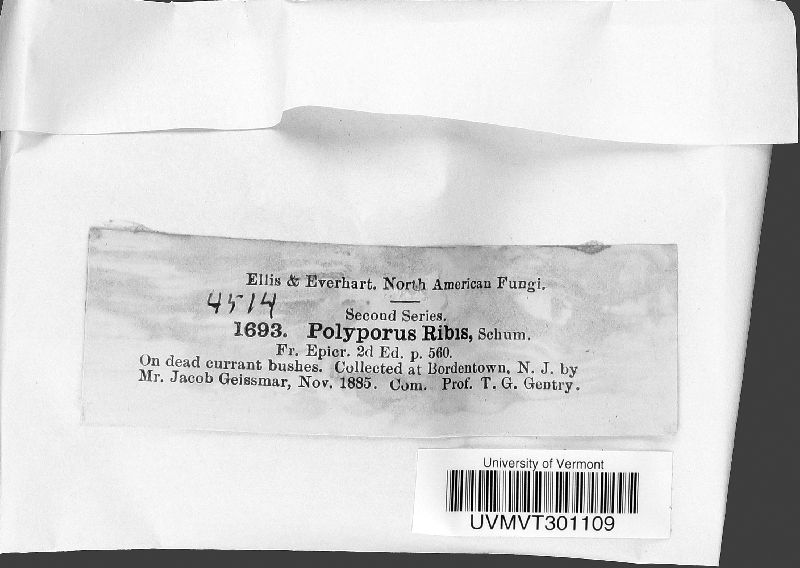 Ellis & Everhart. North American Fungi.
4514
Second Series.
1693. Polyporus Ribis, Schum.
Fr. Epicr. 2d Ed. p. 560.
On dead currant bushes. Collected at Bordentown, N. J. by
Mr. Jacob Geissmar, Nov. 1885. Com. Prof. T. G. Gentry.
University of Vermont
UVMVT301109